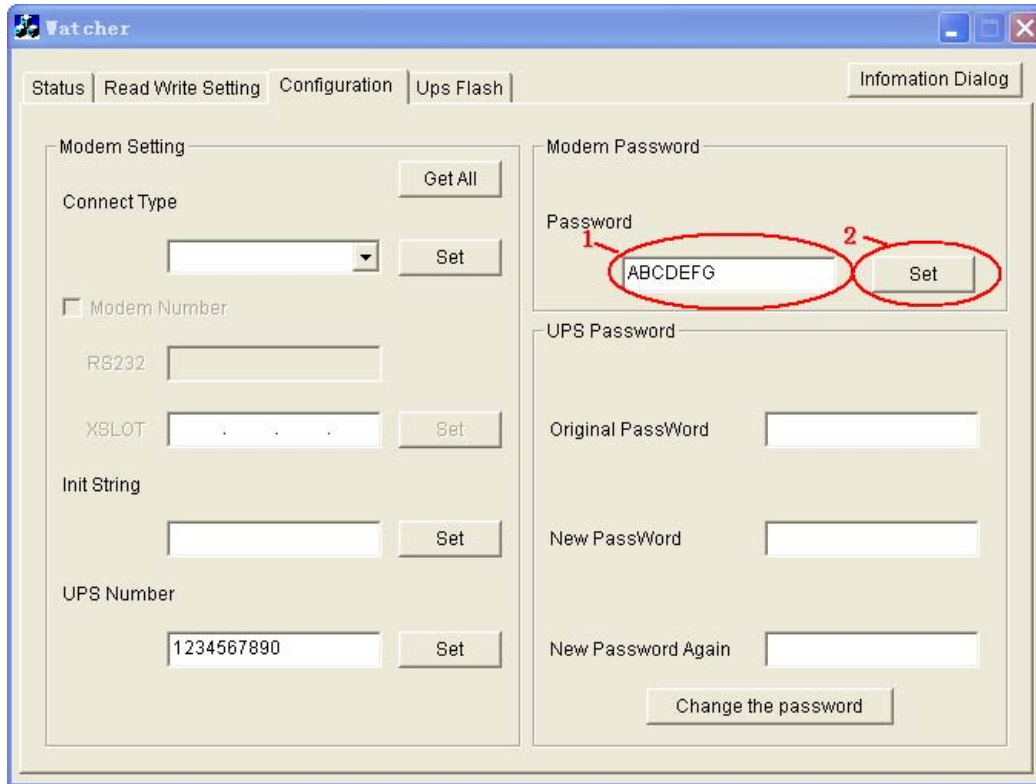 Watcher
Status Read Write Setting Configuration Ups Flash Infomation Dialog
Modem Setting
Get All
Connect Type
Set
Modem Number
RS232
XSLOT . . . Set
Init String
Set
UPS Number
1234567890 Set
Modem Password
Password
1 2
ABCDEFG Set
UPS Password
Original PassWord
New PassWord
New Password Again
Change the password